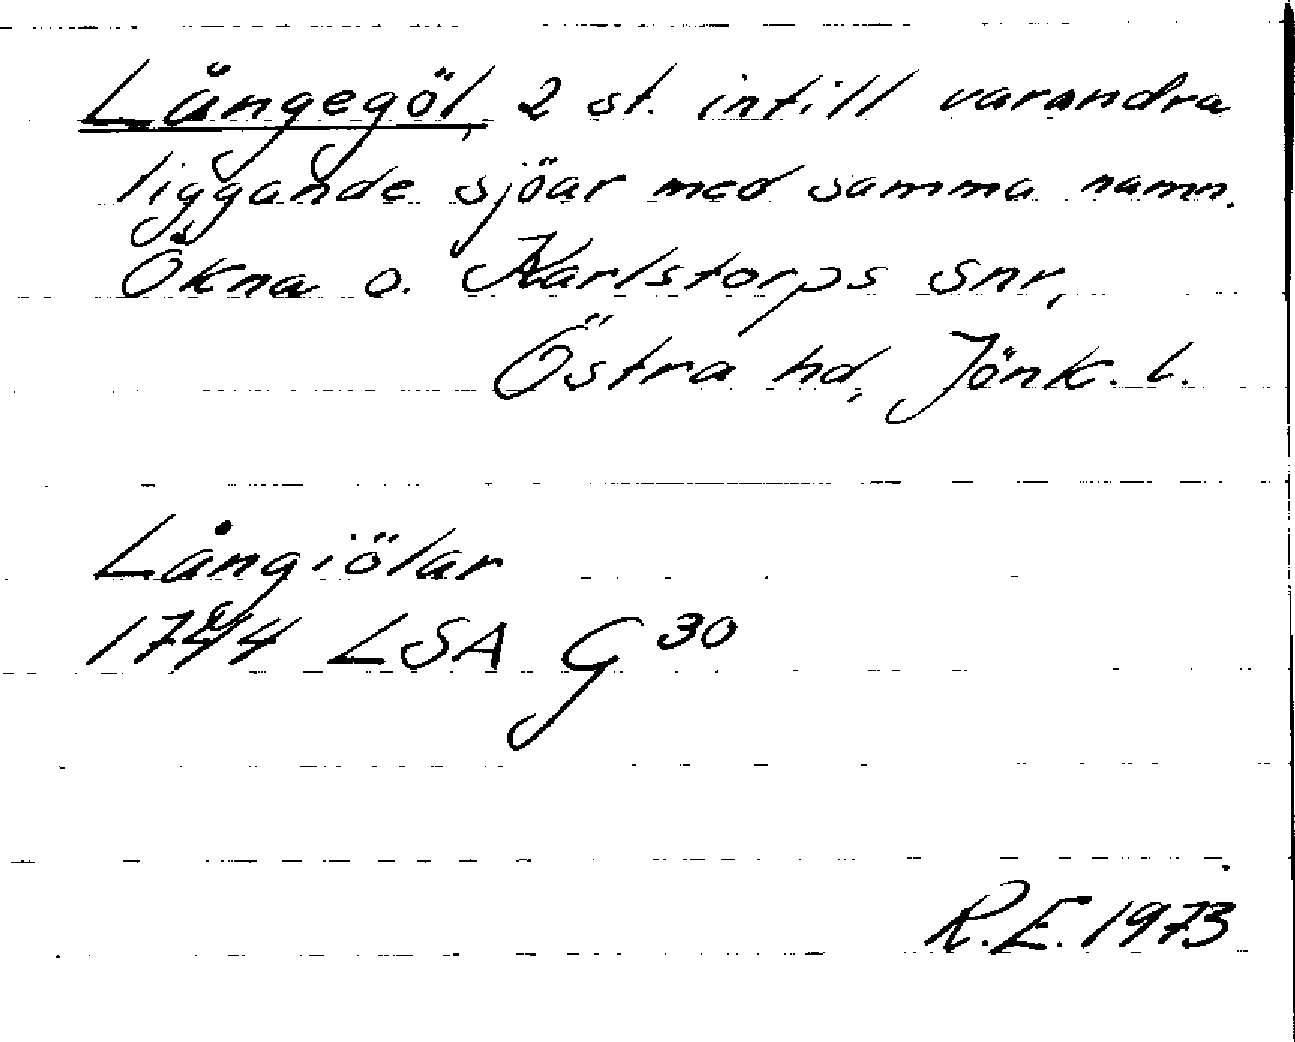 Långegöl, 2 st. intill varandra
liggande sjöar med samma namn.
Ökna o. Karlstorps snr,
Östra hd, Jönk. l.
Långiölar
1744 LSA G 30
R.E. 1973